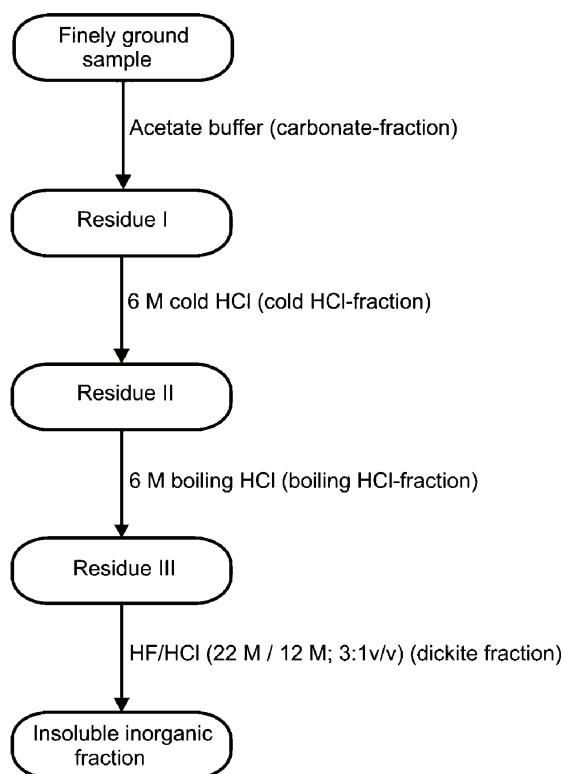 Finely ground
sample
Acetate buffer (carbonate-fraction)
Residue I
6 M cold HCl (cold HCl-fraction)
Residue II
6 M boiling HCl (boiling HCl-fraction)
Residue III
HF/HCl (22 M / 12 M; 3:1v/v) (dickite fraction)
Insoluble inorganic
fraction